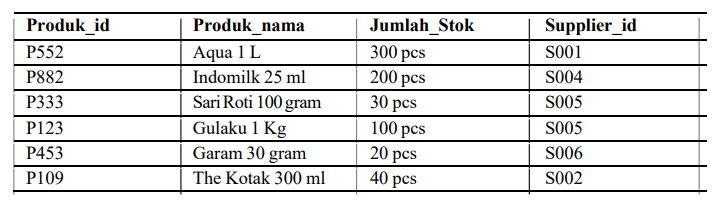 Produk_id Produk_nama Jumlah_Stok Supplier_id
P552 Aqua 1 L 300 pcs S001
P882 Indomilk 25 ml 200 pcs S004
P333 Sari Roti 100 gram 30 pcs S005
P123 Gulaku 1 Kg 100 pcs S005
P453 Garam 30 gram 20 pcs S006
P109 The Kotak 300 ml 40 pcs S002